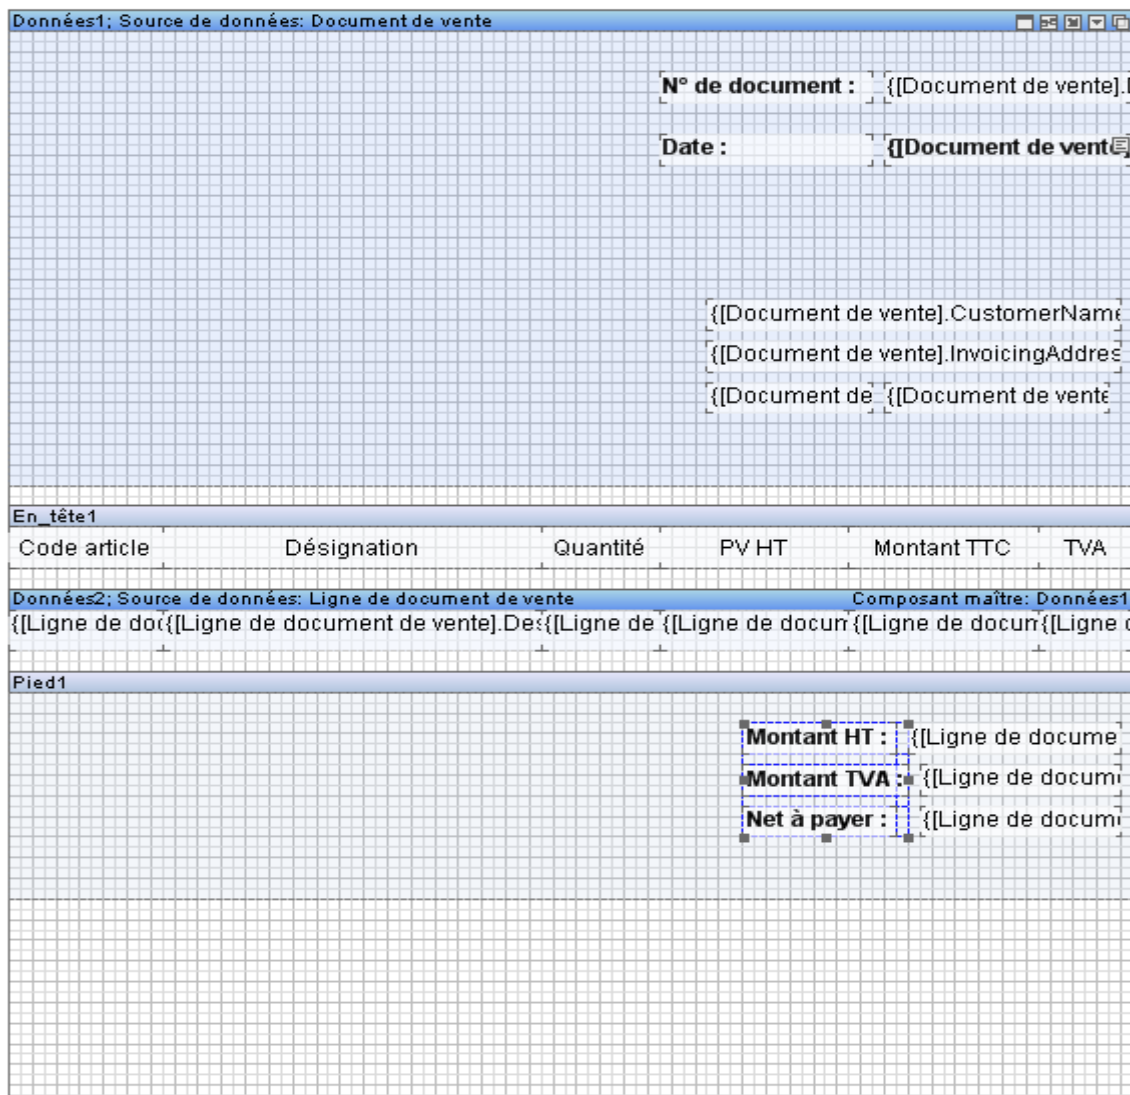 Données1; Source de données: Document de vente
N° de document : {[Document de vente].
Date : {[Document de vente]
{[Document de vente].CustomerName
{[Document de vente].InvoicingAddres
{[Document de {[Document de vente
En_tête1
Code article Désignation Quantité PV HT Montant TTC TVA
Données2; Source de données: Ligne de document de vente Composant maître: Données1
{[Ligne de do {[Ligne de document de vente].De {[Ligne de {[Ligne de docum {[Ligne de docum {[Ligne
Pied1
Montant HT : {[Ligne de docume
Montant TVA : {[Ligne de docum
Net à payer : {[Ligne de docum